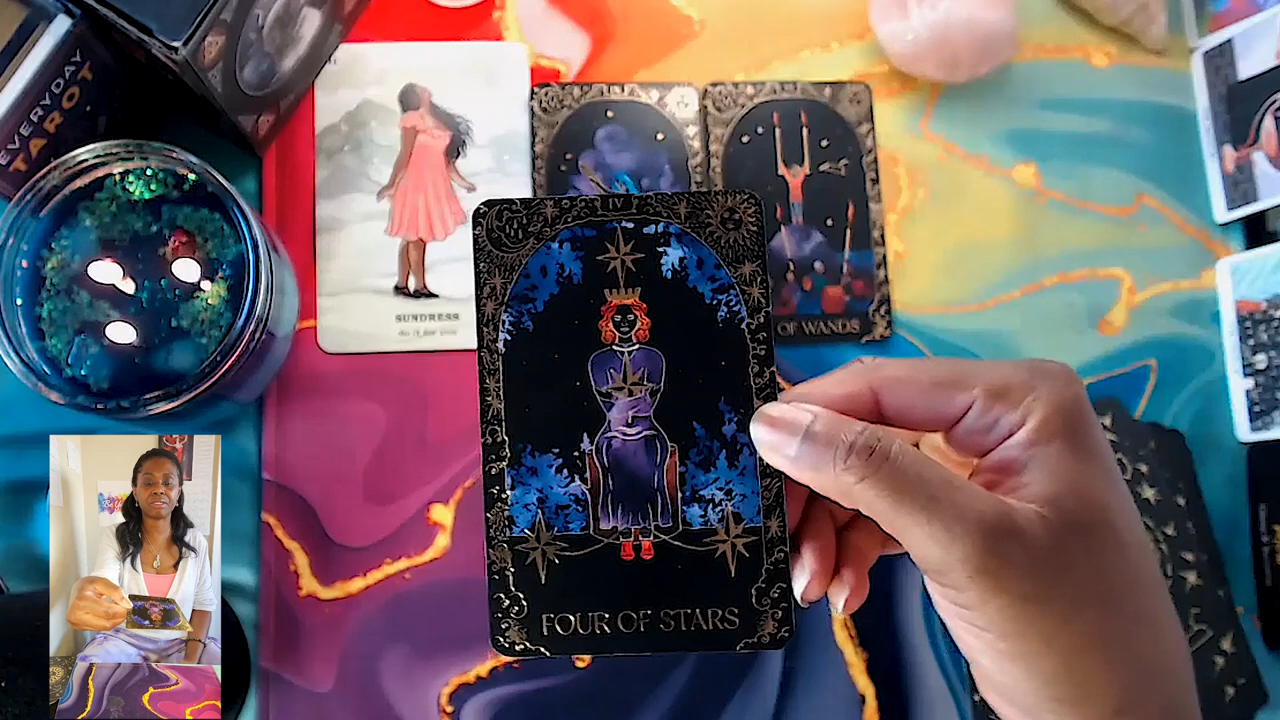 EVERYDAY
TAROT
SUNDRESS
IV
OF WANDS
FOUR OF STARS